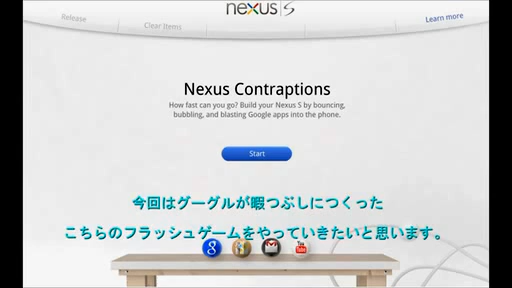 nexus S
Release
Clear Items
Learn more
Nexus Contraptions
How fast can you go? Build your Nexus S by bouncing,
bubbling, and blasting Google apps into the phone.
Start
今回はグーグルが暇つぶしにつくった
こちらのフラッシュゲームをやっていきたいと思います。
g
You
Tube